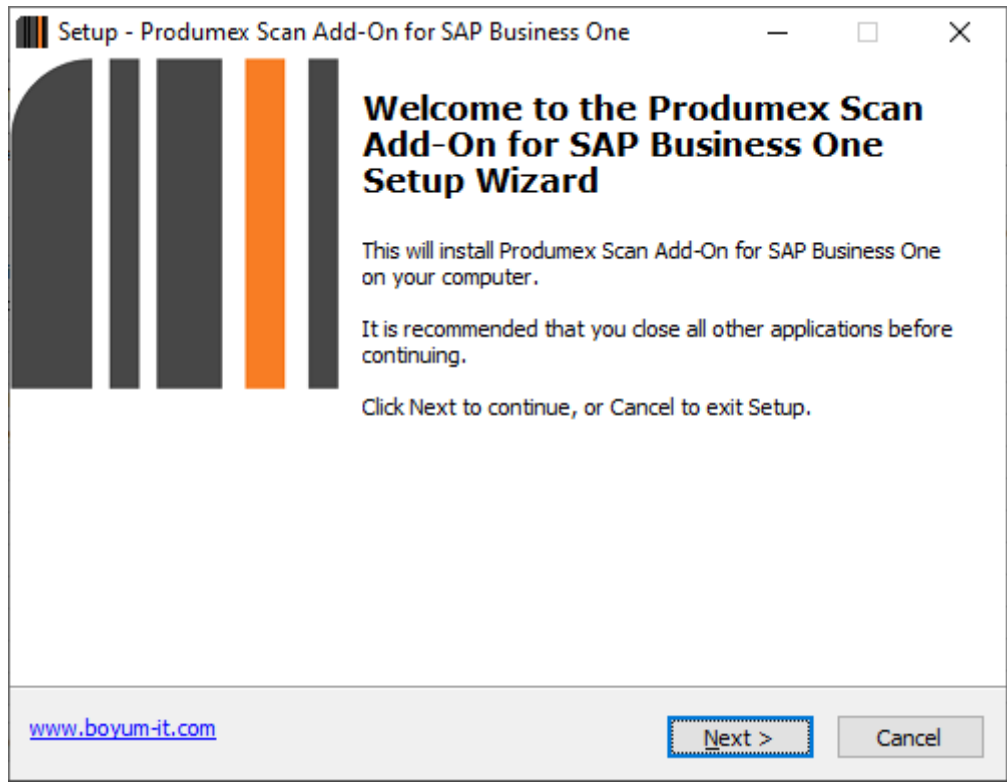 Setup - Produmex Scan Add-On for SAP Business One
Welcome to the Produmex Scan
Add-On for SAP Business One
Setup Wizard
This will install Produmex Scan Add-On for SAP Business One
on your computer.
It is recommended that you close all other applications before
continuing.
Click Next to continue, or Cancel to exit Setup.
www.boyum-it.com
Next >
Cancel